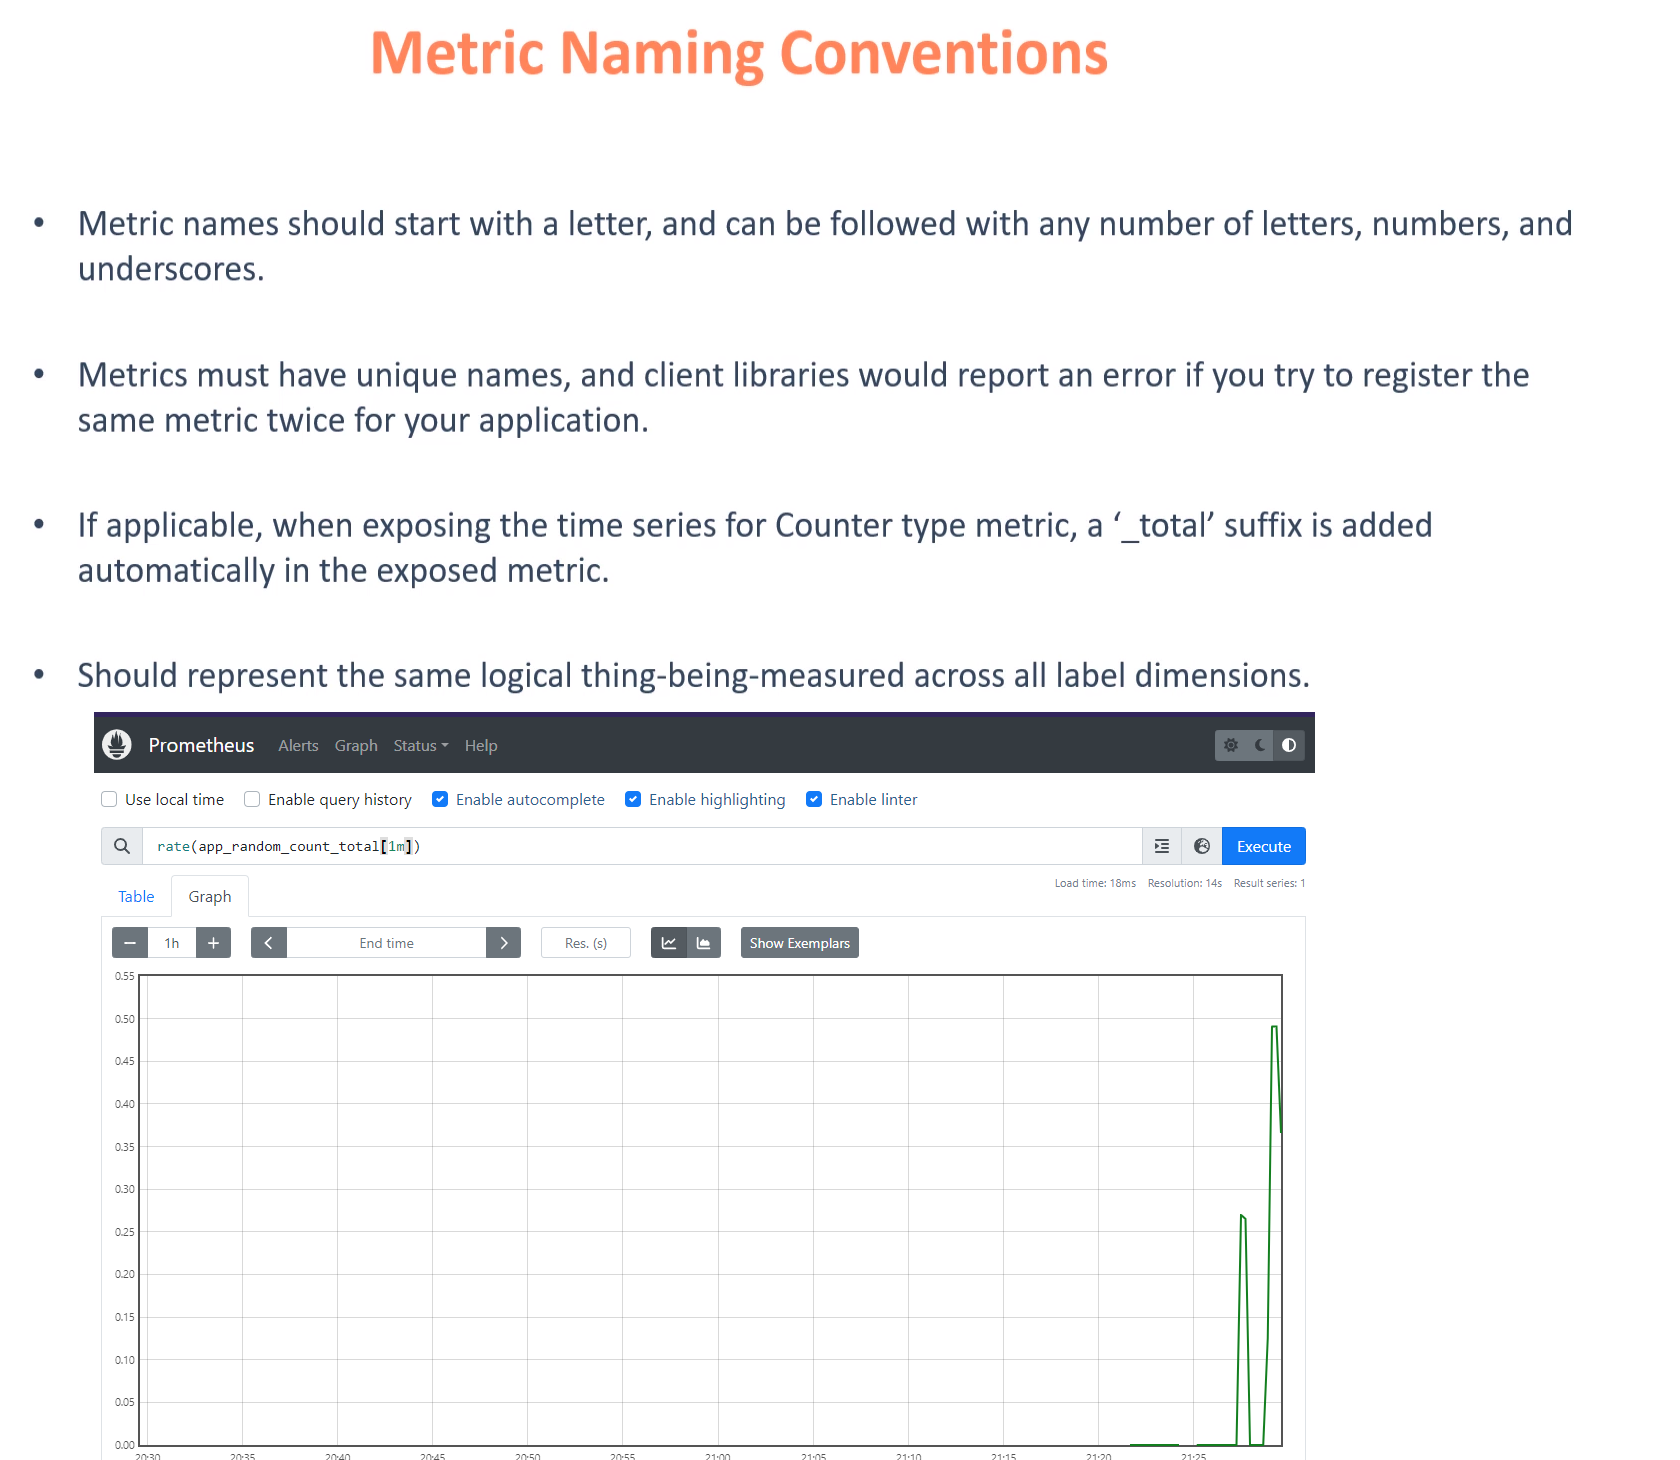 Metric Naming Conventions
• Metric names should start with a letter, and can be followed with any number of letters, numbers, and
underscores.
• Metrics must have unique names, and client libraries would report an error if you try to register the
same metric twice for your application.
• If applicable, when exposing the time series for Counter type metric, a ‘_total’ suffix is added
automatically in the exposed metric.
• Should represent the same logical thing-being-measured across all label dimensions.
Prometheus Alerts Graph Status Help
Use local time Enable query history Enable autocomplete Enable highlighting Enable linter
rate(app_random_count_total[1m]) Execute
Load time: 18ms Resolution: 14s Result series: 1
Table Graph
− 1h + End time Res. (s) Show Exemplars
0.55
0.50
0.45
0.40
0.35
0.30
0.25
0.20
0.15
0.10
0.05
0.00
20:30 20:35 20:40 20:45 20:50 20:55 21:00 21:05 21:10 21:15 21:20 21:25